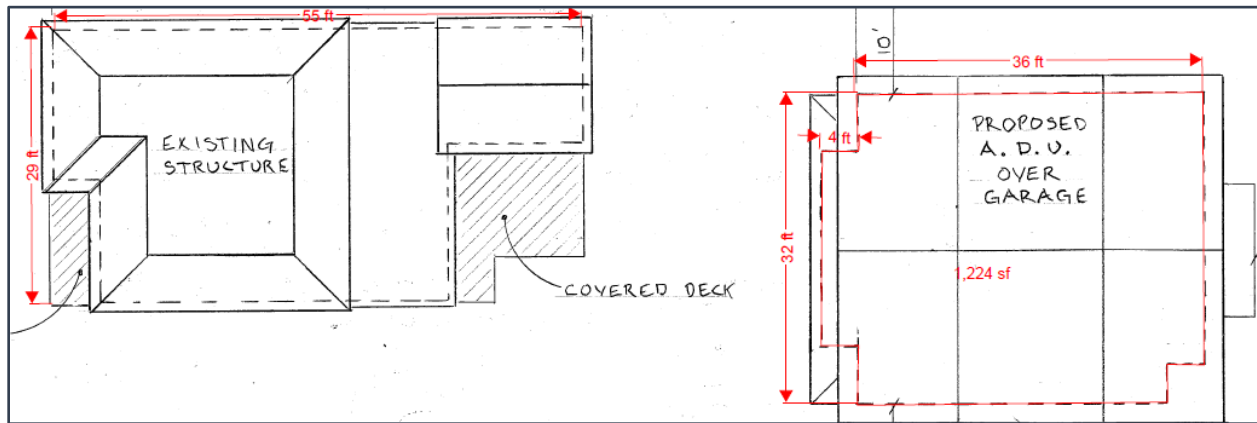 55 ft
29 ft
EXISTING
STRUCTURE
COVERED DECK
10'
36 ft
4 ft
32 ft
PROPOSED
A. D. U.
OVER
GARAGE
1,224 sf